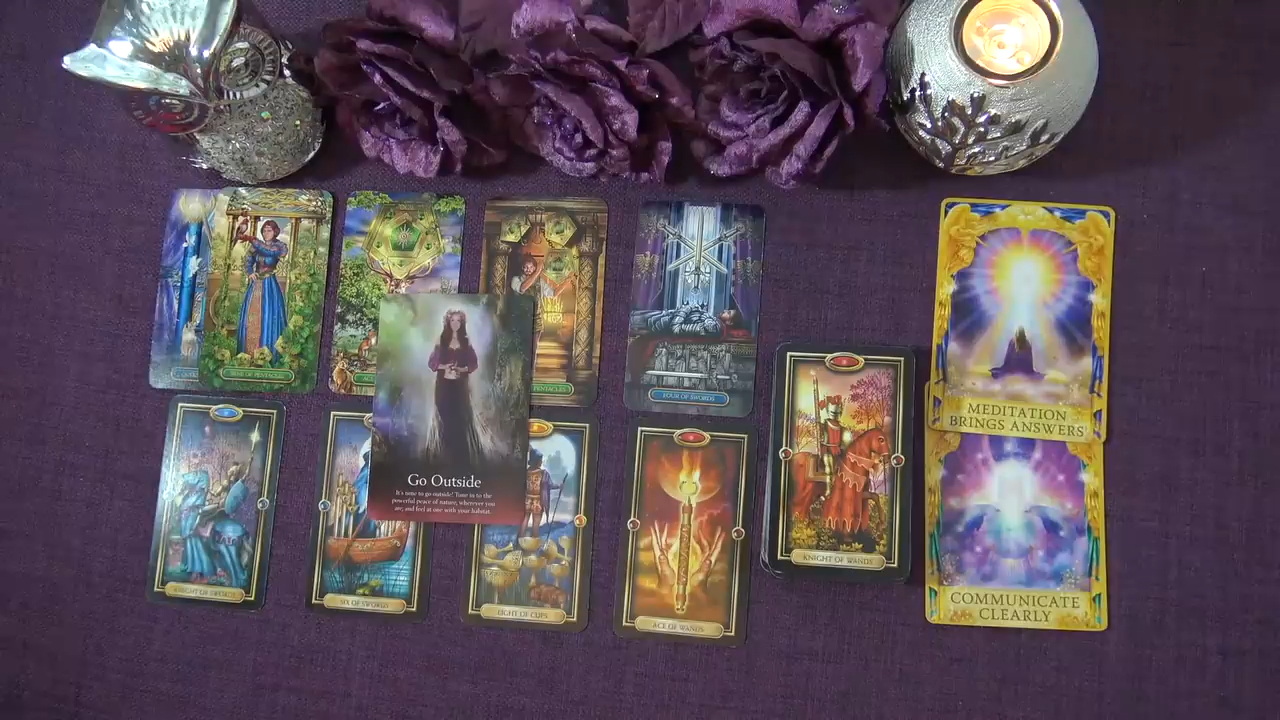 OF PENTACLES
PENTACLES
FOUR OF SWORDS
KNIGHT OF SWORDS
SIX OF SWORDS
Go Outside
It's time to go outside! Tune in to the
powerful peace of nature, wherever you
are, and feel at one with your habitat.
EIGHT OF CUPS
ACE OF WANDS
KNIGHT OF WANDS
MEDITATION
BRINGS ANSWERS
COMMUNICATE
CLEARLY